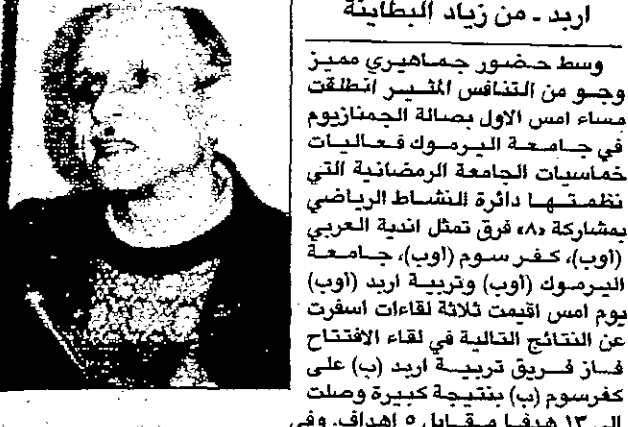 اربد ـ من زياد البطاينة
وسط حضور جماهيري مميز
وجو من التنافس المثير انطلقت
مساء امس الاول بصالة الجمنازيوم
في جامعة اليرموك فعاليات
خماسيات الجامعة الرمضانية التي
نظمتها دائرة النشاط الرياضي
بمشاركة «٨» فرق تمثل اندية العربي
(أوب)، كفر سوم (اوب)، جامعة
اليرموك (أوب) وتربية اربد (أوب)
يوم امس اقيمت ثلاثة لقاءات اسفرت
عن النتائج التالية في لقاء الافتتاح
فاز فريق تربية اربد (ب) على
كفرسوم (ب) بنتيجة كبيرة وصلت
الى ١٣ هدفا مقابل ٥ اهداف. وفي